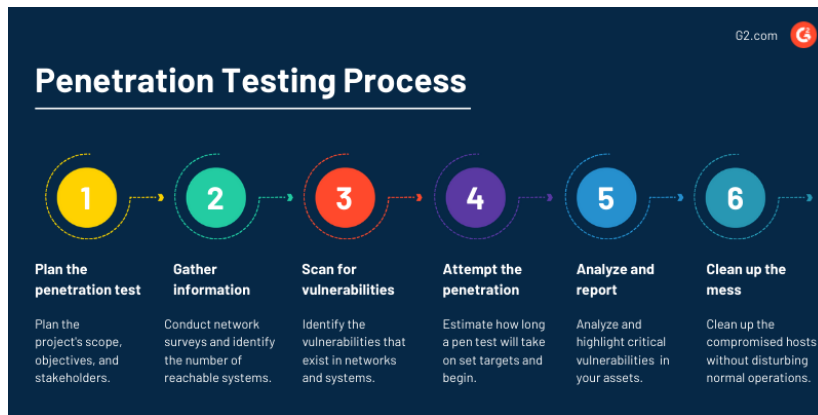 G2.com
Penetration Testing Process
1
2
3
4
5
6
Plan the
penetration test
Plan the
project's scope,
objectives, and
stakeholders.
Gather
information
Conduct network
surveys and identify
the number of
reachable systems.
Scan for
vulnerabilities
Identify the
vulnerabilities that
exist in networks
and systems.
Attempt the
penetration
Estimate how long
a pen test will take
on set targets and
begin.
Analyze and
report
Analyze and
highlight critical
vulnerabilities in
your assets.
Clean up the
mess
Clean up the
compromised hosts
without disturbing
normal operations.